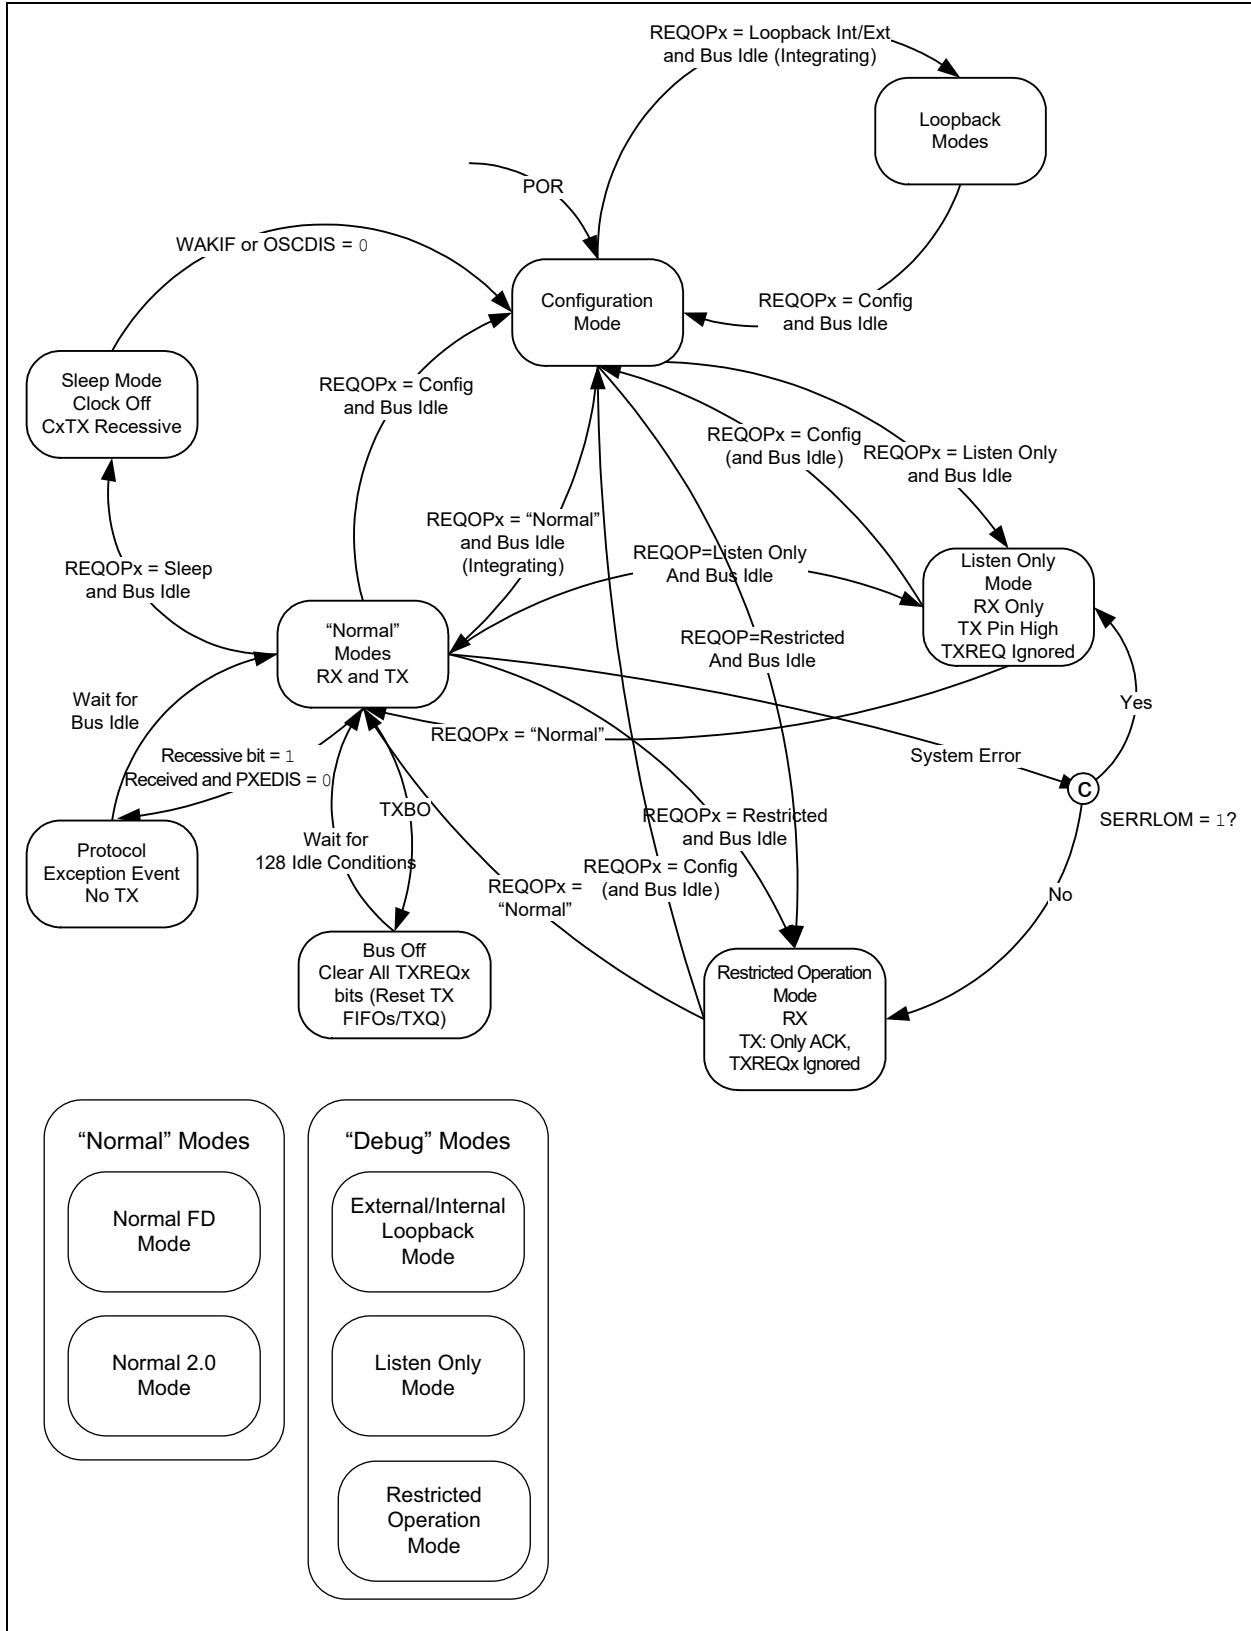 REQOPx = Loopback Int/Ext
and Bus Idle (Integrating)
Loopback
Modes
POR
WAKIF or OSCDIS = 0
Configuration
Mode
REQOPx = Config
and Bus Idle
Sleep Mode
Clock Off
CxTX Recessive
REQOPx = Config
and Bus Idle
REQOPx = Config
(and Bus Idle)
REQOPx = Listen Only
and Bus Idle
REQOPx = “Normal”
and Bus Idle
(Integrating)
REQOP=Listen Only
And Bus Idle
Listen Only
Mode
RX Only
TX Pin High
TXREQ Ignored
REQOPx = Sleep
and Bus Idle
“Normal”
Modes
RX and TX
REQOP=Restricted
And Bus Idle
Wait for
Bus Idle
Yes
REQOPx = “Normal”
Recessive bit = 1
Received and PXEDIS = 0
System Error
C
SERRLOM = 1?
TXBO
REQOPx = Restricted
and Bus Idle
Wait for
128 Idle Conditions
Protocol
Exception Event
No TX
REQOPx = Config
(and Bus Idle)
REQOPx =
“Normal”
No
Bus Off
Clear All TXREQx
bits (Reset TX
FIFOs/TXQ)
Restricted Operation
Mode
RX
TX: Only ACK,
TXREQx Ignored
“Normal” Modes
Normal FD
Mode
Normal 2.0
Mode
“Debug” Modes
External/Internal
Loopback
Mode
Listen Only
Mode
Restricted
Operation
Mode